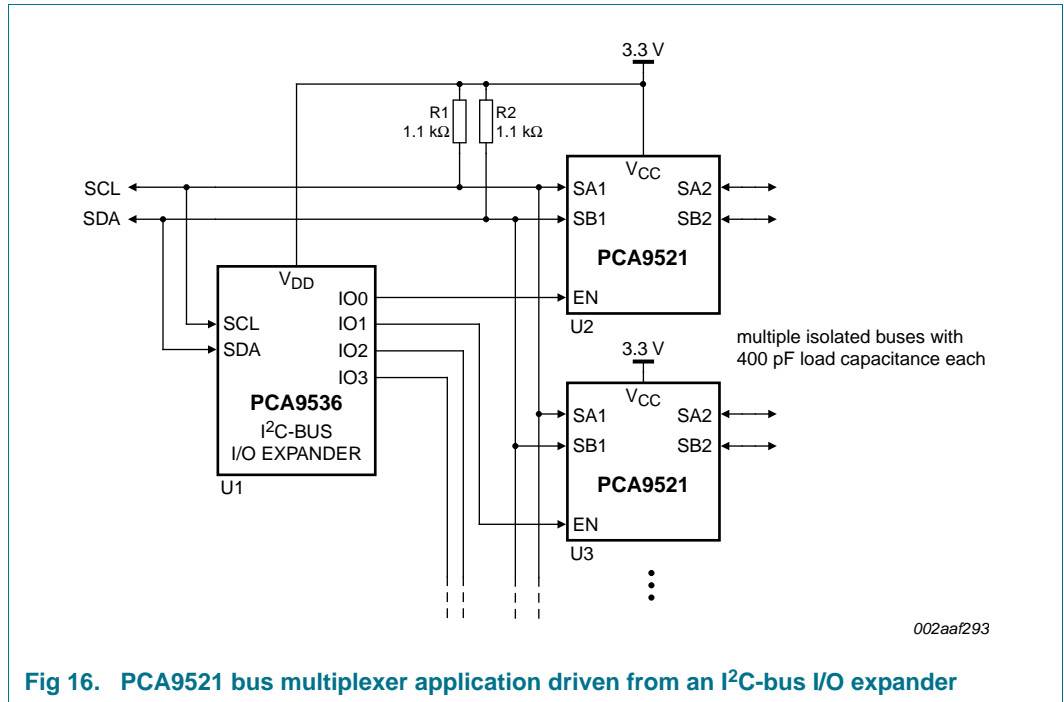 3.3 V
R1
1.1 kΩ
R2
1.1 kΩ
SCL
SDA
VCC
SA1
SA2
SB1
SB2
PCA9521
EN
U2
VDD
IO0
SCL
IO1
SDA
IO2
IO3
PCA9536
I²C-BUS
I/O EXPANDER
U1
multiple isolated buses with
400 pF load capacitance each
3.3 V
VCC
SA1
SA2
SB1
SB2
PCA9521
EN
U3
002aaf293
Fig 16. PCA9521 bus multiplexer application driven from an I²C-bus I/O expander